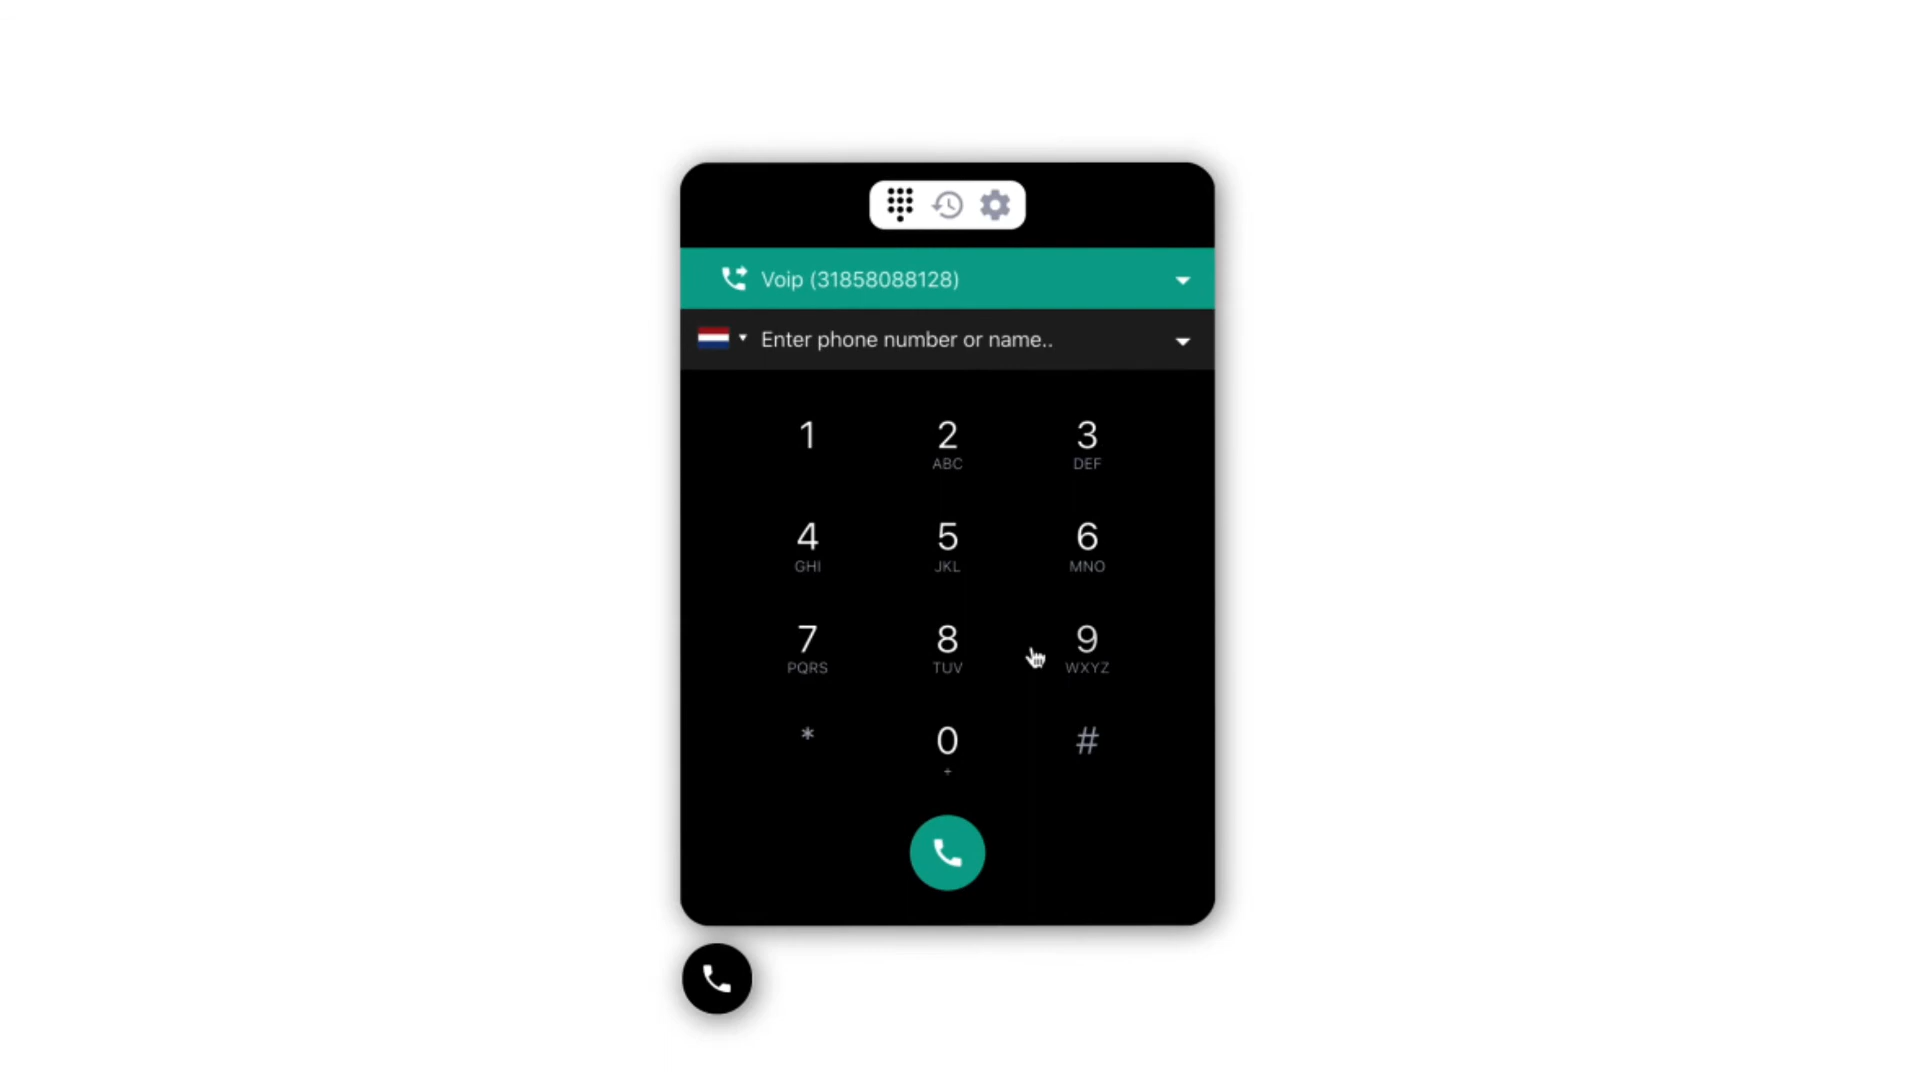 Voip (31858088128)
Enter phone number or name..
1 2 3
ABC DEF
4 5 6
GHI JKL MNO
7 8 9
PQRS TUV WXYZ
* 0 #
+